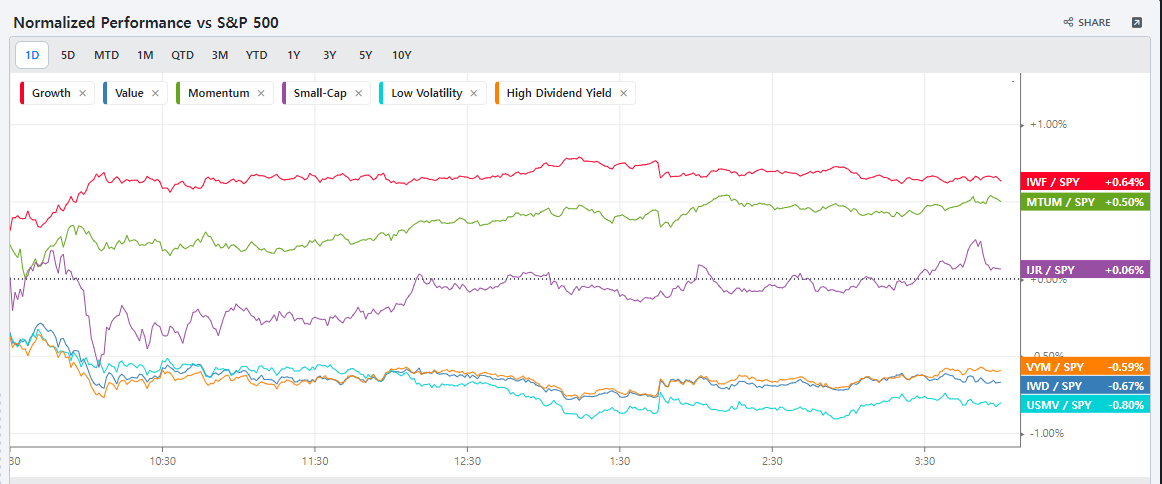 Normalized Performance vs S&P 500
SHARE
1D 5D MTD 1M QTD 3M YTD 1Y 3Y 5Y 10Y
Growth × Value × Momentum × Small-Cap × Low Volatility × High Dividend Yield ×
+1.00%
IWF / SPY +0.64%
MTUM / SPY +0.50%
IJR / SPY +0.06%
+0.00%
-0.50%
VYM / SPY -0.59%
IWD / SPY -0.67%
USMV / SPY -0.80%
-1.00%
:30 10:30 11:30 12:30 1:30 2:30 3:30